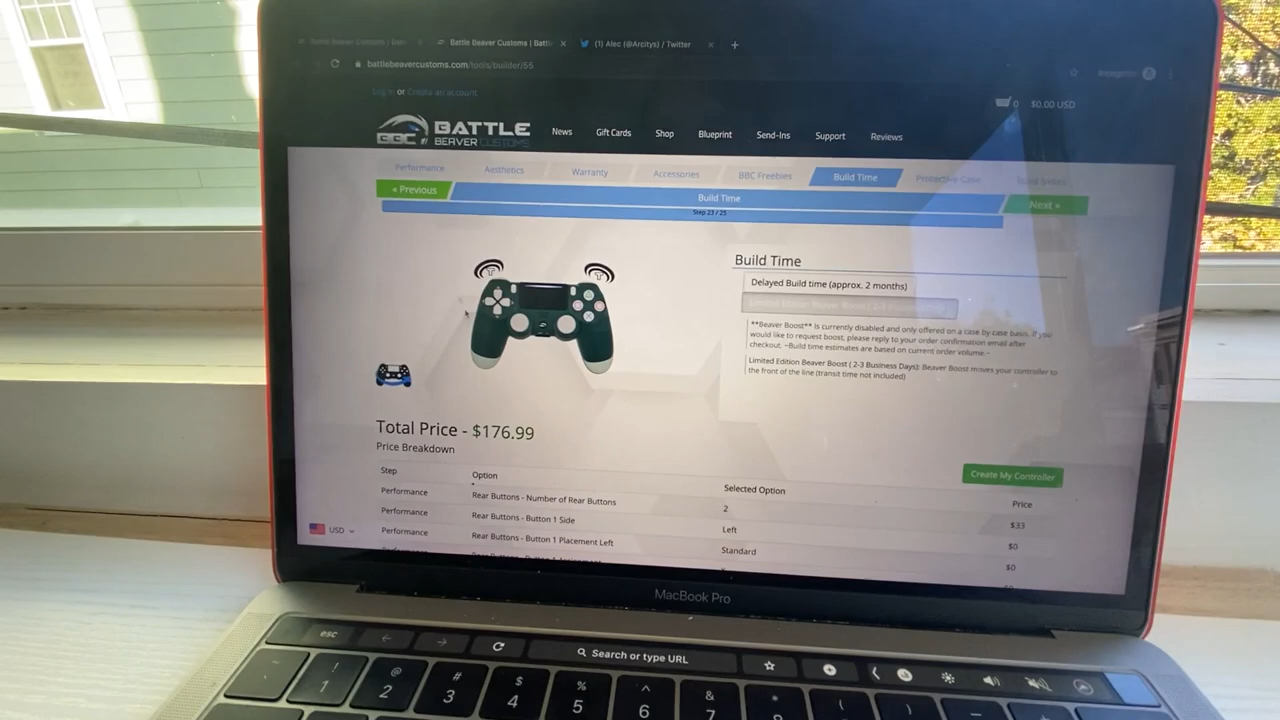 Battle Beaver Customs | Batt
(1) Alec (@Arcitys) / Twitter
battlebeavercustoms.com/tools/builder/55
Log in or Create an account
0 $0.00 USD
BBC BATTLE
BEAVER CUSTOMS
News Gift Cards Shop Blueprint Send-Ins Support Reviews
Performance Aesthetics Warranty Accessories BBC Freebies Build Time Protective Case
« Previous Build Time Next »
Step 23 / 25
Build Time
Delayed Build time (approx. 2 months)
Limited Edition Beaver Boost
**Beaver Boost** is currently disabled and only offered on a case by case basis. If you
would like to request boost, please reply to your order confirmation email after
checkout. ~Build time estimates are based on current order volume.~
Limited Edition Beaver Boost ( 2-3 Business Days): Beaver Boost moves your controller to
the front of the line (transit time not included)
Total Price - $176.99
Price Breakdown
Create My Controller
Step Option Selected Option Price
Performance Rear Buttons - Number of Rear Buttons 2 $33
Performance Rear Buttons - Button 1 Side Left $0
Performance Rear Buttons - Button 1 Placement Left Standard $0
USD
MacBook Pro
esc Search or type URL
! @ # $ % ^ & * ( )
1 2 3 4 5 6 7